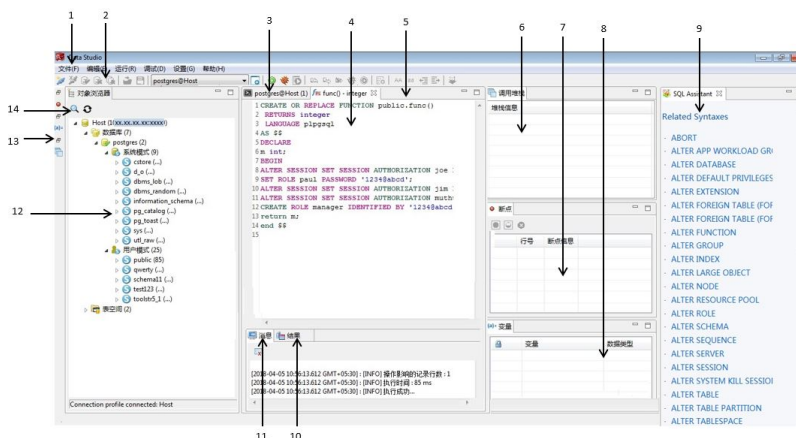 1
2
3
4
5
6
7
8
9
Data Studio
文件(F) 编辑(E) 运行(R) 调试(D) 设置(G) 帮助(H)
postgres@Host
对象浏览器
Host (1)(xx.xx.xx.xx:xxxx)
数据库 (7)
postgres (2)
系统模式 (9)
cstore (...)
d_o (...)
dbms_lob (...)
dbms_random (...)
information_schema (...)
pg_catalog (...)
pg_toast (...)
sys (...)
utl_raw (...)
用户模式 (25)
public (85)
qwerty (...)
schema11 (...)
test123 (...)
toolstr5_1 (...)
表空间 (2)
Connection profile connected: Host
postgres@Host (1)
func() - integer
1 CREATE OR REPLACE FUNCTION public.func()
2 RETURNS integer
3 LANGUAGE plpgsql
4 AS $$
5 DECLARE
6 m int;
7 BEGIN
8 ALTER SESSION SET SESSION AUTHORIZATION joe
9 SET ROLE paul PASSWORD '1234@abcd';
10 ALTER SESSION SET SESSION AUTHORIZATION jim
11 ALTER SESSION SET SESSION AUTHORIZATION muth
12 CREATE ROLE manager IDENTIFIED BY '1234@abcd
13 return m;
14 end $$
15
消息
结果
[2018-04-05 10:56:13.612 GMT+05:30] : [INFO] 操作影响的记录行数 : 1
[2018-04-05 10:56:13.612 GMT+05:30] : [INFO] 执行时间 : 85 ms
[2018-04-05 10:56:13.612 GMT+05:30] : [INFO] 执行成功...
调用堆栈
堆栈信息
断点
行号 断点信息
变量
变量 数据类型
SQL Assistant
Related Syntaxes
- ABORT
- ALTER APP WORKLOAD GR
- ALTER DATABASE
- ALTER DEFAULT PRIVILEGES
- ALTER EXTENSION
- ALTER FOREIGN TABLE (FOR
- ALTER FOREIGN TABLE (FOR
- ALTER FUNCTION
- ALTER GROUP
- ALTER INDEX
- ALTER LARGE OBJECT
- ALTER NODE
- ALTER RESOURCE POOL
- ALTER ROLE
- ALTER SCHEMA
- ALTER SEQUENCE
- ALTER SERVER
- ALTER SESSION
- ALTER SYSTEM KILL SESSIO
- ALTER TABLE
- ALTER TABLE PARTITION
- ALTER TABLESPACE
14
13
12
11
10